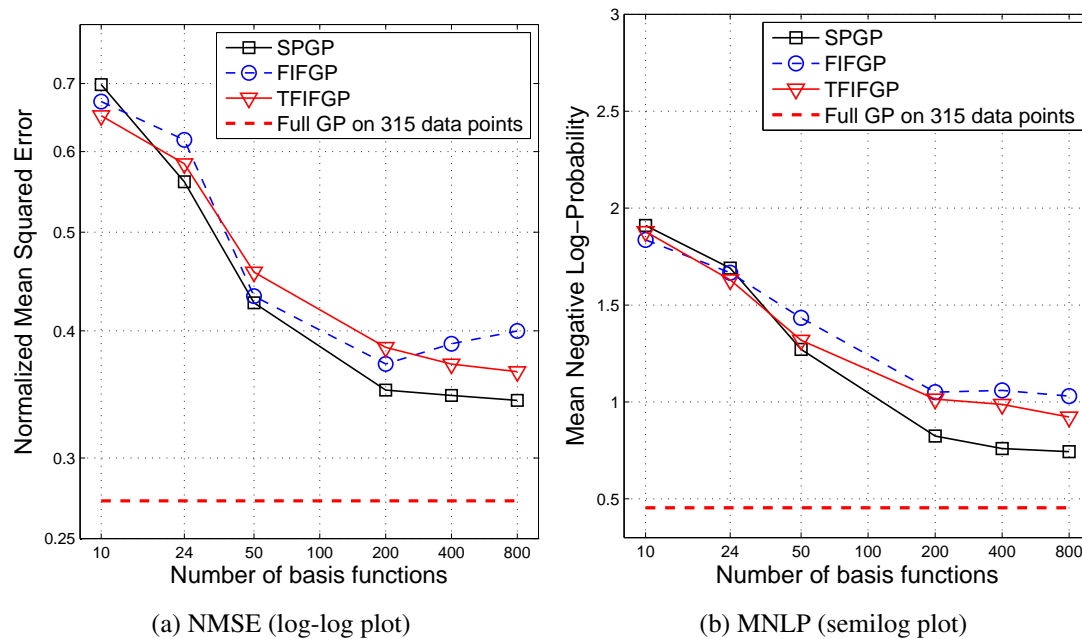 SPGP
FIFGP
TFIFGP
Full GP on 315 data points
0.7
0.6
0.5
0.4
0.3
0.25
Normalized Mean Squared Error
10 24 50 100 200 400 800
Number of basis functions
(a) NMSE (log-log plot)
SPGP
FIFGP
TFIFGP
Full GP on 315 data points
3
2.5
2
1.5
1
0.5
Mean Negative Log−Probability
10 24 50 100 200 400 800
Number of basis functions
(b) MNLP (semilog plot)